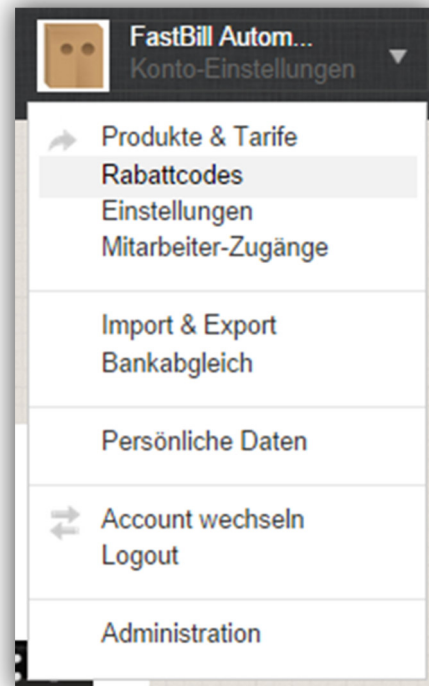 FastBill Autom...
Konto-Einstellungen
Produkte & Tarife
Rabattcodes
Einstellungen
Mitarbeiter-Zugänge
Import & Export
Bankabgleich
Persönliche Daten
Account wechseln
Logout
Administration